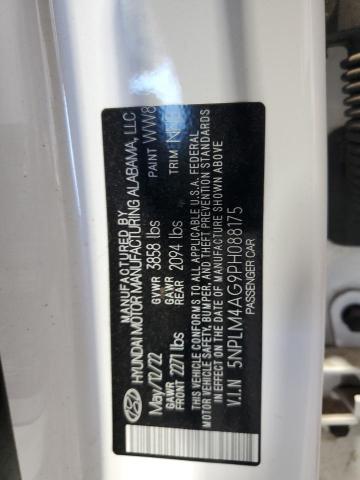 MANUFACTURED BY
HYUNDAI MOTOR MANUFACTURING ALABAMA, LLC
May/12/22 GVWR 3858 lbs PAINT WW8
GAWR FRONT 2271 lbs GAWR REAR 2094 lbs TRIM
THIS VEHICLE CONFORMS TO ALL APPLICABLE U.S.A. FEDERAL
MOTOR VEHICLE SAFETY, BUMPER, AND THEFT PREVENTION STANDARDS
IN EFFECT ON THE DATE OF MANUFACTURE SHOWN ABOVE
V.I.N 5NPLM4AG9PH088175
PASSENGER CAR